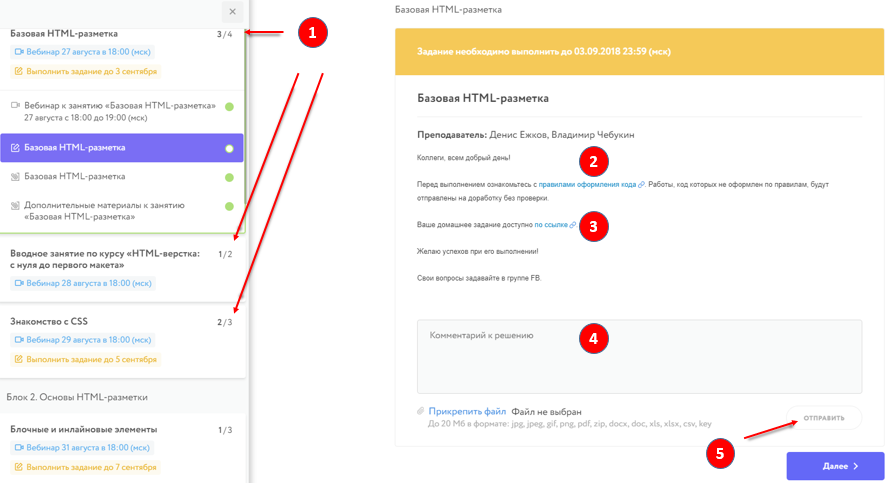 ×
Базовая HTML-разметка 3/4
Вебинар 27 августа в 18:00 (мск)
Выполнить задание до 3 сентября
Вебинар к занятию «Базовая HTML-разметка»
27 августа с 18:00 до 19:00 (мск)
Базовая HTML-разметка
Базовая HTML-разметка
Дополнительные материалы к занятию
«Базовая HTML-разметка»
Вводное занятие по курсу «HTML-верстка: 1/2
с нуля до первого макета»
Вебинар 28 августа в 18:00 (мск)
Знакомство с CSS 2/3
Вебинар 29 августа в 18:00 (мск)
Выполнить задание до 5 сентября
Блок 2. Основы HTML-разметки
Блочные и инлайновые элементы 1/3
Вебинар 31 августа в 18:00 (мск)
Выполнить задание до 7 сентября
1
Базовая HTML-разметка
Задание необходимо выполнить до 03.09.2018 23:59 (мск)
Базовая HTML-разметка
Преподаватель: Денис Ежков, Владимир Чебукин
Коллеги, всем добрый день!
2
Перед выполнением ознакомьтесь с правилами оформления кода. Работы, код которых не оформлен по правилам, будут
отправлены на доработку без проверки.
Ваше домашнее задание доступно по ссылке
3
Желаю успехов при его выполнении!
Свои вопросы задавайте в группе FB.
Комментарий к решению
4
Прикрепить файл Файл не выбран
До 20 Мб в формате: jpg, jpeg, gif, png, pdf, zip, docx, doc, xls, xlsx, csv, key
ОТПРАВИТЬ
5
Далее